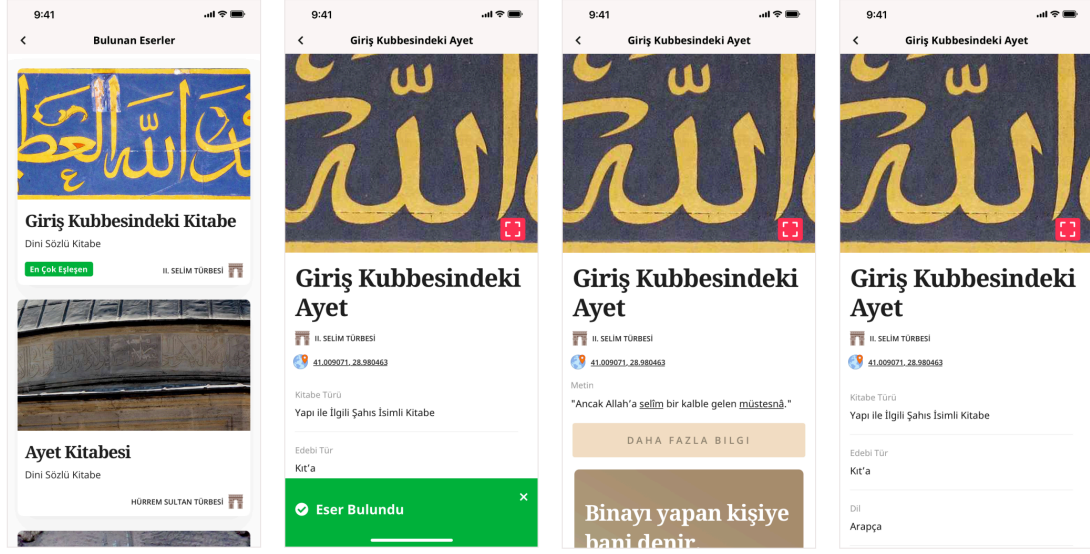 9:41
Bulunan Eserler
Giriş Kubbesindeki Kitabe
Dini Sözlü Kitabe
En Çok Eşleşen
II. SELİM TÜRBESİ
Ayet Kitabesi
Dini Sözlü Kitabe
HÜRREM SULTAN TÜRBESİ
9:41
Giriş Kubbesindeki Ayet
Giriş Kubbesindeki
Ayet
II. SELİM TÜRBESİ
41.009071, 28.980463
Kitabe Türü
Yapı ile İlgili Şahıs İsimli Kitabe
Edebi Tür
Kıt’a
Eser Bulundu
9:41
Giriş Kubbesindeki Ayet
Giriş Kubbesindeki
Ayet
II. SELİM TÜRBESİ
41.009071, 28.980463
Metin
"Ancak Allah’a selîm bir kalble gelen müstesnâ."
DAHA FAZLA BILGI
Binayı yapan kişiye
bani denir
9:41
Giriş Kubbesindeki Ayet
Giriş Kubbesindeki
Ayet
II. SELİM TÜRBESİ
41.009071, 28.980463
Kitabe Türü
Yapı ile İlgili Şahıs İsimli Kitabe
Edebi Tür
Kıt’a
Dil
Arapça